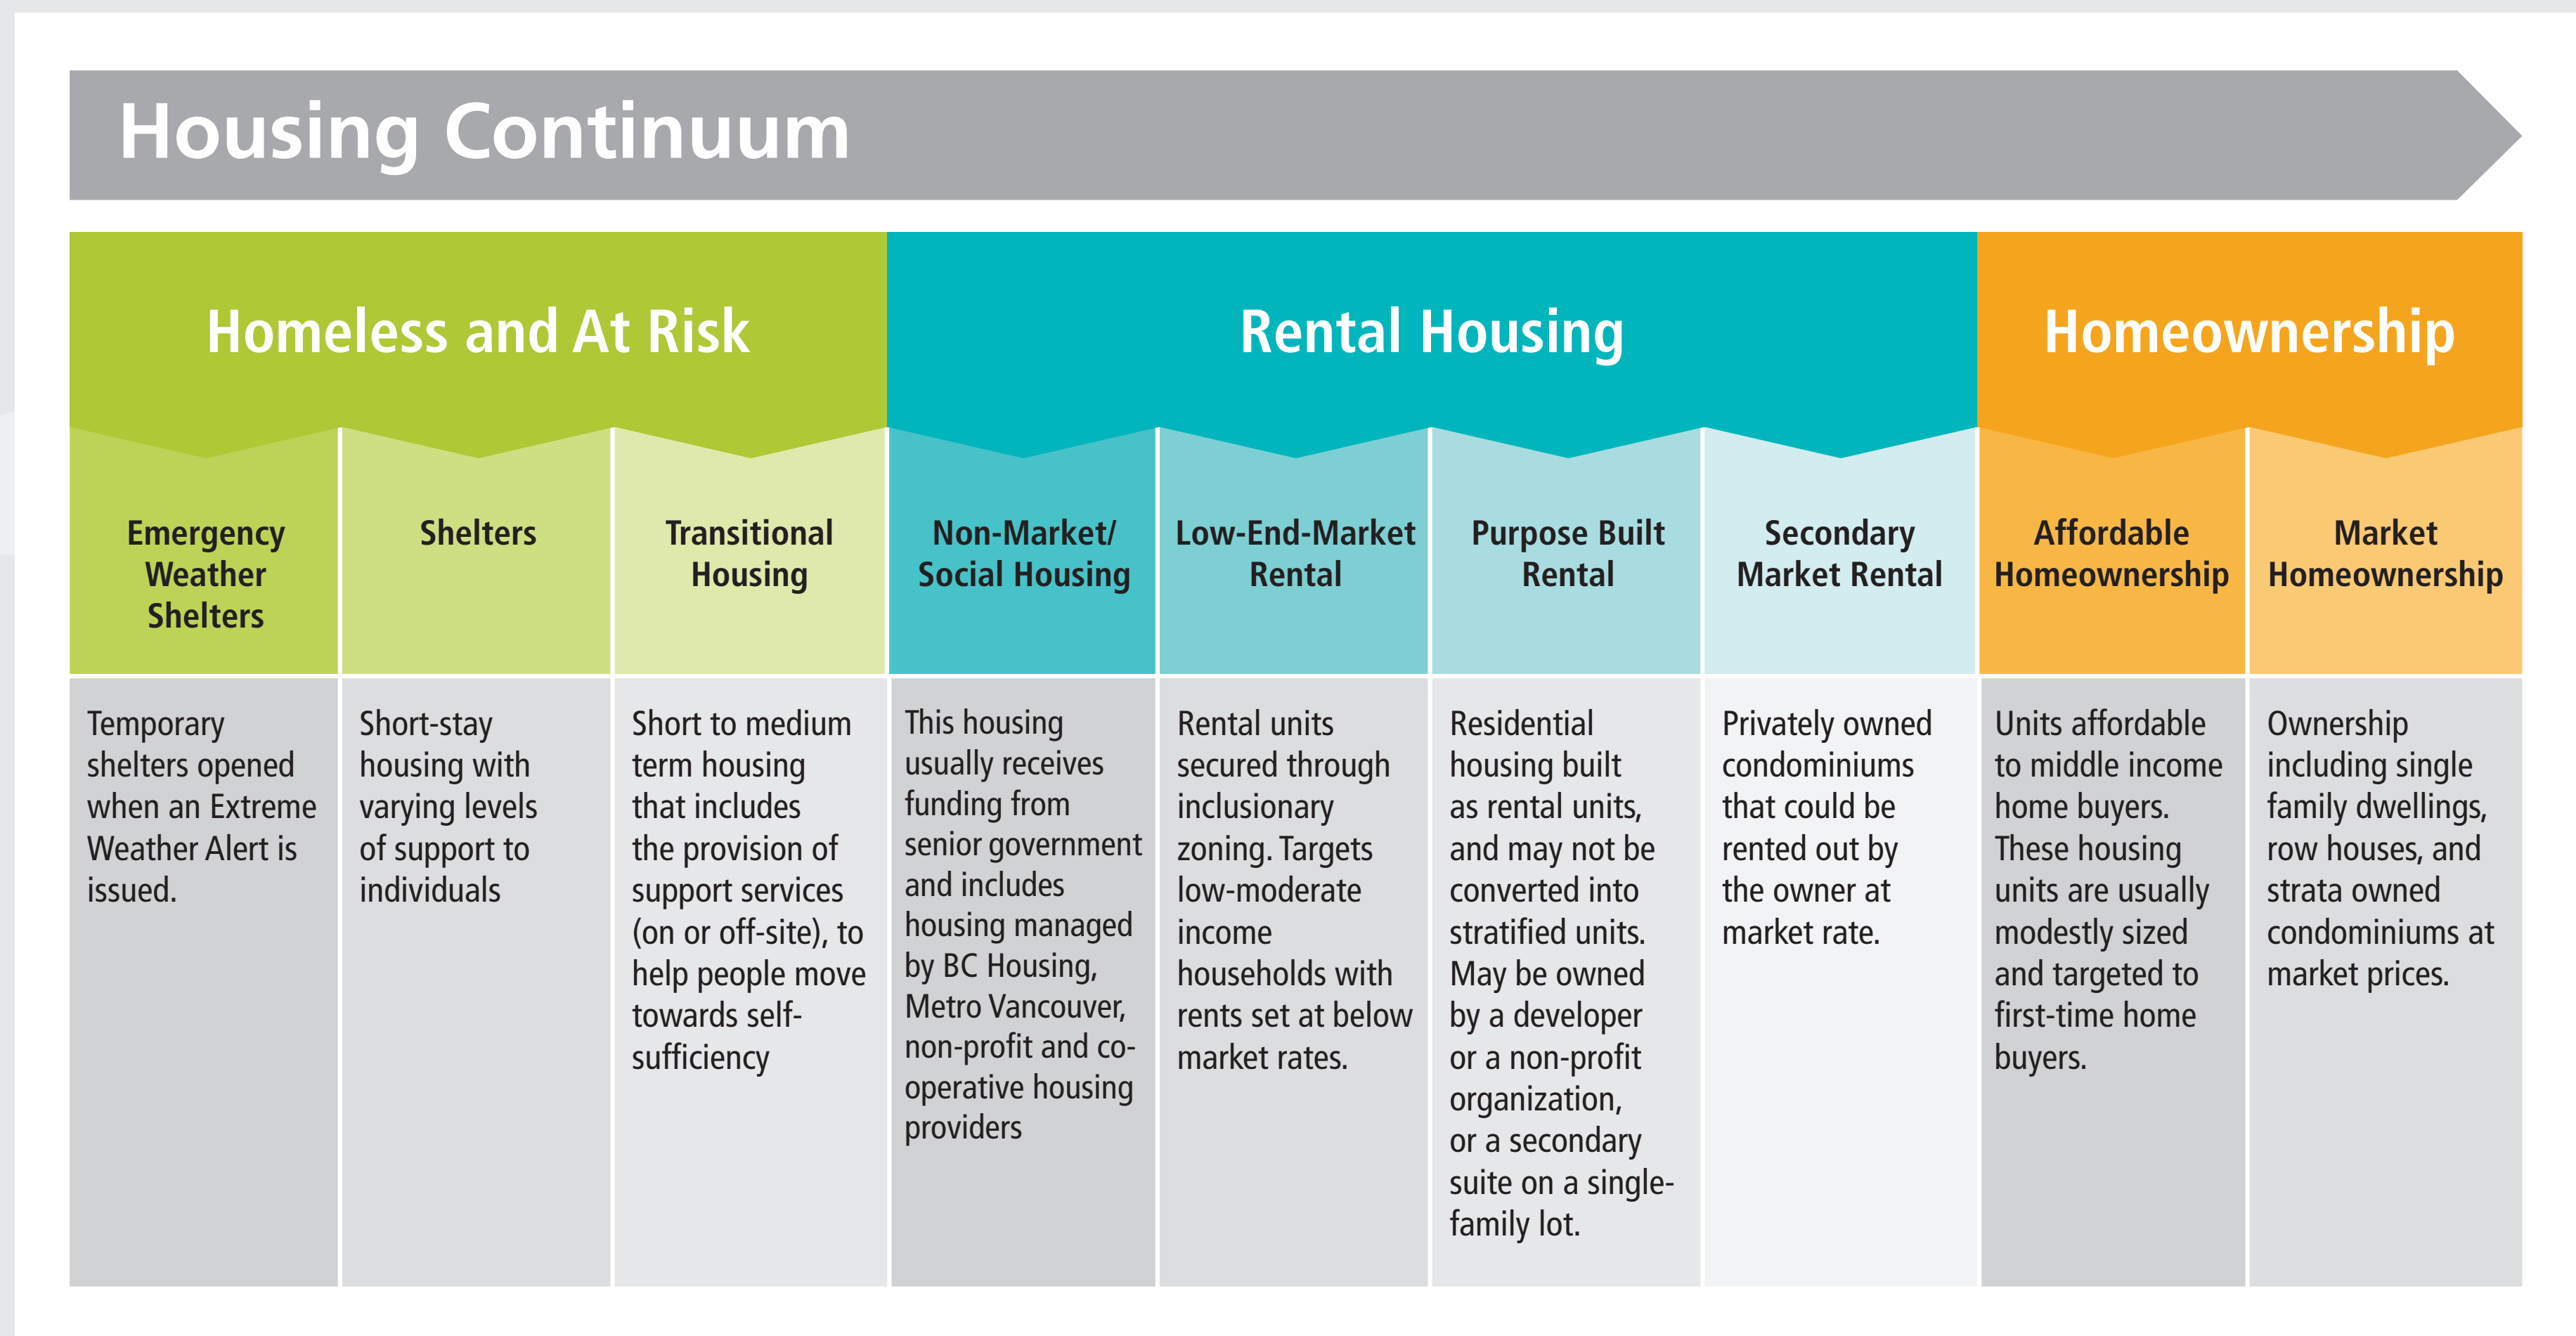 Housing Continuum
Homeless and At Risk
Rental Housing
Homeownership
Emergency
Weather
Shelters
Shelters
Transitional
Housing
Non-Market/
Social Housing
Low-End-Market
Rental
Purpose Built
Rental
Secondary
Market Rental
Affordable
Homeownership
Market
Homeownership
Temporary
shelters opened
when an Extreme
Weather Alert is
issued.
Short-stay
housing with
varying levels
of support to
individuals
Short to medium
term housing
that includes
the provision of
support services
(on or off-site), to
help people move
towards self-
sufficiency
This housing
usually receives
funding from
senior government
and includes
housing managed
by BC Housing,
Metro Vancouver,
non-profit and co-
operative housing
providers
Rental units
secured through
inclusionary
zoning. Targets
low-moderate
income
households with
rents set at below
market rates.
Residential
housing built
as rental units,
and may not be
converted into
stratified units.
May be owned
by a developer
or a non-profit
organization,
or a secondary
suite on a single-
family lot.
Privately owned
condominiums
that could be
rented out by
the owner at
market rate.
Units affordable
to middle income
home buyers.
These housing
units are usually
modestly sized
and targeted to
first-time home
buyers.
Ownership
including single
family dwellings,
row houses, and
strata owned
condominiums at
market prices.